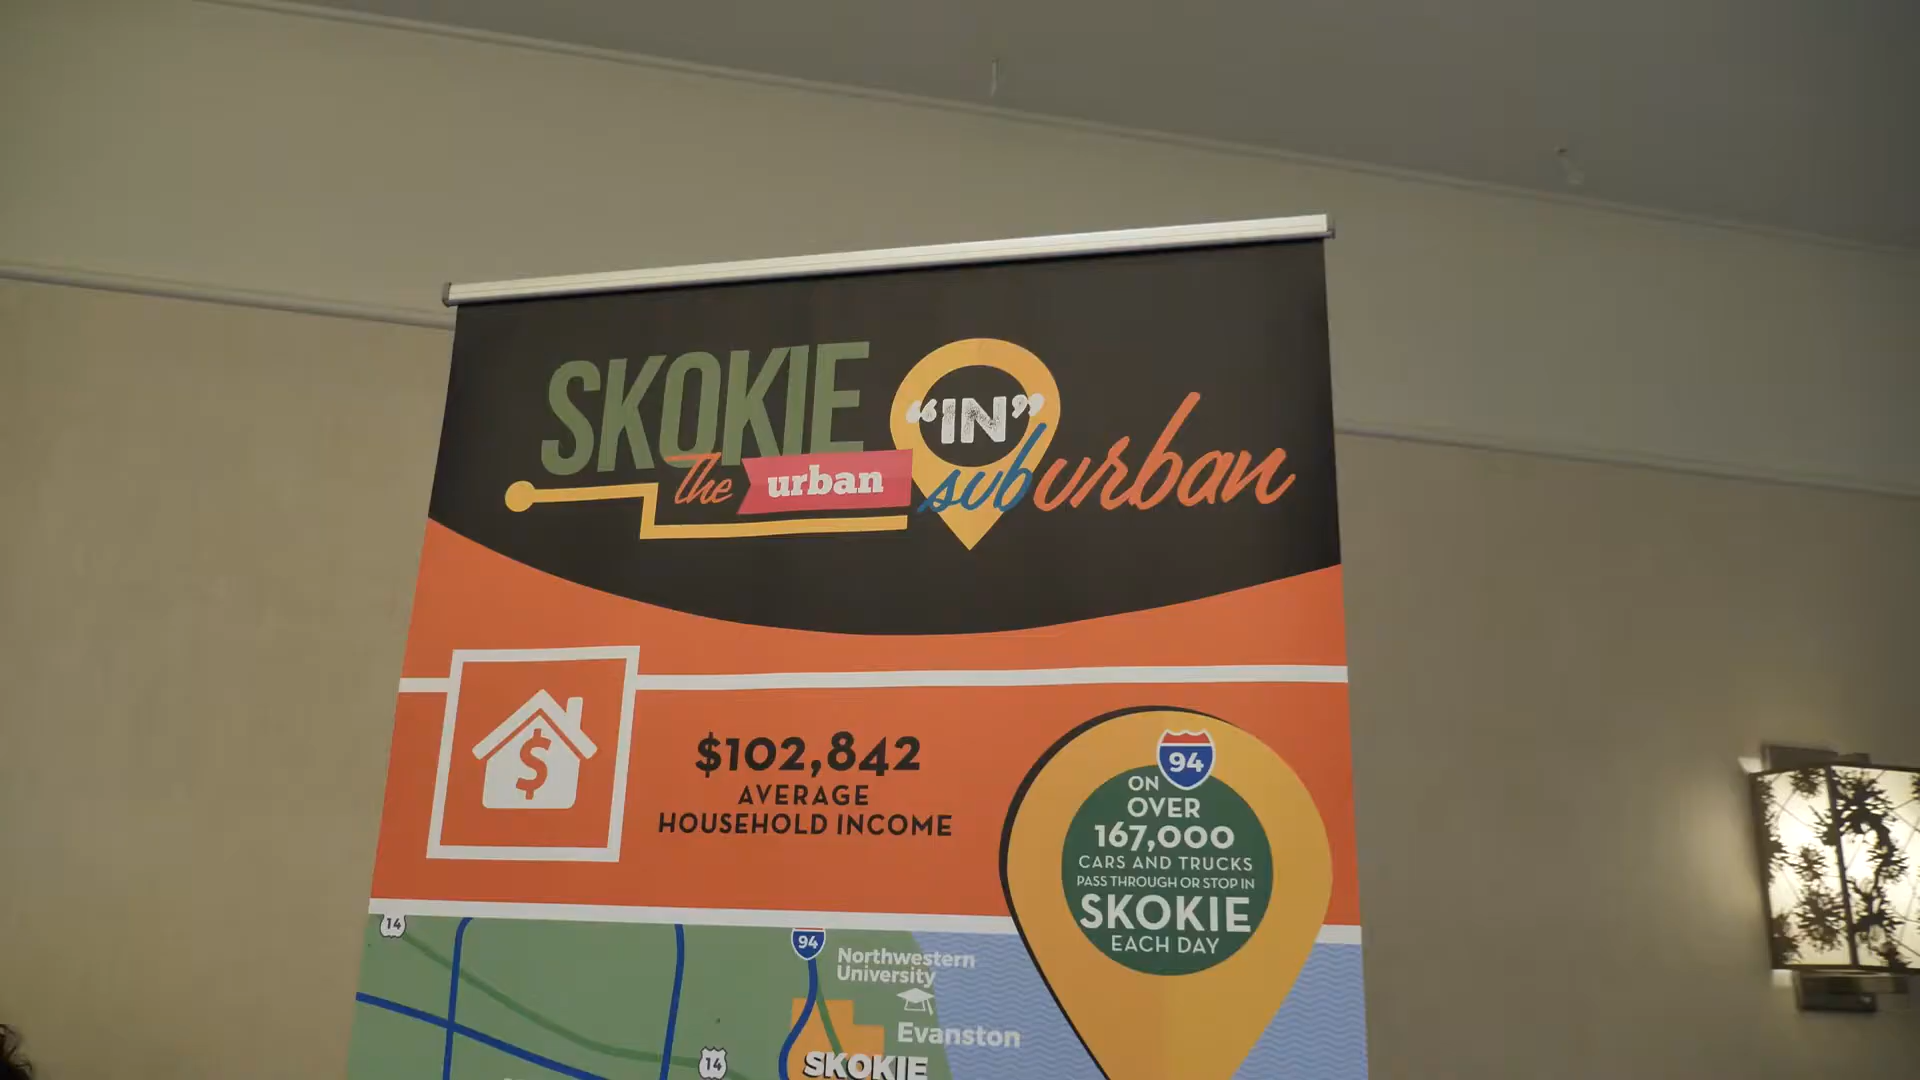 SKOKIE "IN"
The urban suburban
$102,842
AVERAGE
HOUSEHOLD INCOME
94
ON
OVER
167,000
CARS AND TRUCKS
PASS THROUGH OR STOP IN
SKOKIE
EACH DAY
14
94
Northwestern
University
Evanston
14
SKOKIE